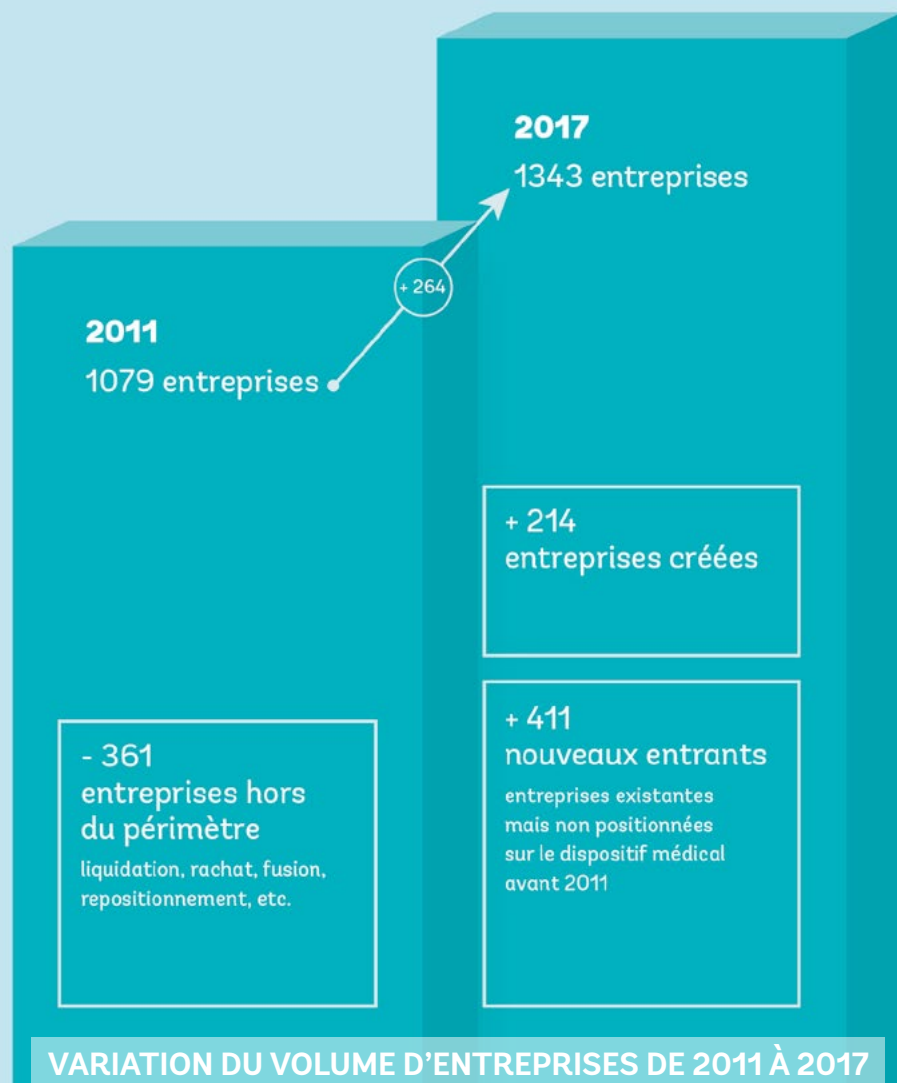 2017
1343 entreprises
+ 264
2011
1079 entreprises
+ 214
entreprises créées
- 361
entreprises hors
du périmètre
liquidation, rachat, fusion,
repositionnement, etc.
+ 411
nouveaux entrants
entreprises existantes
mais non positionnées
sur le dispositif médical
avant 2011
VARIATION DU VOLUME D'ENTREPRISES DE 2011 À 2017